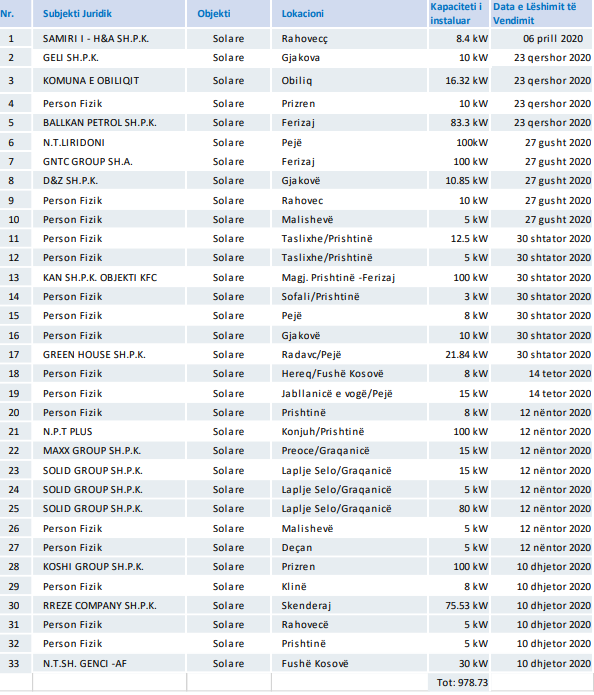 Nr. Subjekti Juridik Objekti Lokacioni Kapaciteti i instaluar Data e Lëshimit të Vendimit
1 SAMIRI I - H&A SH.P.K. Solare Rahovecç 8.4 kW 06 prill 2020
2 GELI SH.P.K. Solare Gjakova 10 kW 23 qershor 2020
3 KOMUNA E OBILIQIT Solare Obiliq 16.32 kW 23 qershor 2020
4 Person Fizik Solare Prizren 10 kW 23 qershor 2020
5 BALLKAN PETROL SH.P.K. Solare Ferizaj 83.3 kW 23 qershor 2020
6 N.T.LIRIDONI Solare Pejë 100kW 27 gusht 2020
7 GNTC GROUP SH.A. Solare Ferizaj 100 kW 27 gusht 2020
8 D&Z SH.P.K. Solare Gjakovë 10.85 kW 27 gusht 2020
9 Person Fizik Solare Rahovec 10 kW 27 gusht 2020
10 Person Fizik Solare Malishevë 5 kW 27 gusht 2020
11 Person Fizik Solare Taslixhe/Prishtinë 12.5 kW 30 shtator 2020
12 Person Fizik Solare Taslixhe/Prishtinë 5 kW 30 shtator 2020
13 KAN SH.P.K. OBJEKTI KFC Solare Magj. Prishtinë -Ferizaj 100 kW 30 shtator 2020
14 Person Fizik Solare Sofali/Prishtinë 3 kW 30 shtator 2020
15 Person Fizik Solare Pejë 8 kW 30 shtator 2020
16 Person Fizik Solare Gjakovë 10 kW 30 shtator 2020
17 GREEN HOUSE SH.P.K. Solare Radavc/Pejë 21.84 kW 30 shtator 2020
18 Person Fizik Solare Hereq/Fushë Kosovë 8 kW 14 tetor 2020
19 Person Fizik Solare Jabllanicë e vogë/Pejë 15 kW 14 tetor 2020
20 Person Fizik Solare Prishtinë 8 kW 12 nëntor 2020
21 N.P.T PLUS Solare Konjuh/Prishtinë 100 kW 12 nëntor 2020
22 MAXX GROUP SH.P.K. Solare Preoce/Graqanicë 15 kW 12 nëntor 2020
23 SOLID GROUP SH.P.K. Solare Laplje Selo/Graqanicë 15 kW 12 nëntor 2020
24 SOLID GROUP SH.P.K. Solare Laplje Selo/Graqanicë 5 kW 12 nëntor 2020
25 SOLID GROUP SH.P.K. Solare Laplje Selo/Graqanicë 80 kW 12 nëntor 2020
26 Person Fizik Solare Malishevë 5 kW 12 nëntor 2020
27 Person Fizik Solare Deçan 5 kW 12 nëntor 2020
28 KOSHI GROUP SH.P.K. Solare Prizren 100 kW 10 dhjetor 2020
29 Person Fizik Solare Klinë 8 kW 10 dhjetor 2020
30 RREZE COMPANY SH.P.K. Solare Skenderaj 75.53 kW 10 dhjetor 2020
31 Person Fizik Solare Rahovecë 5 kW 10 dhjetor 2020
32 Person Fizik Solare Prishtinë 5 kW 10 dhjetor 2020
33 N.T.SH. GENCI -AF Solare Fushë Kosovë 30 kW 10 dhjetor 2020
Tot: 978.73